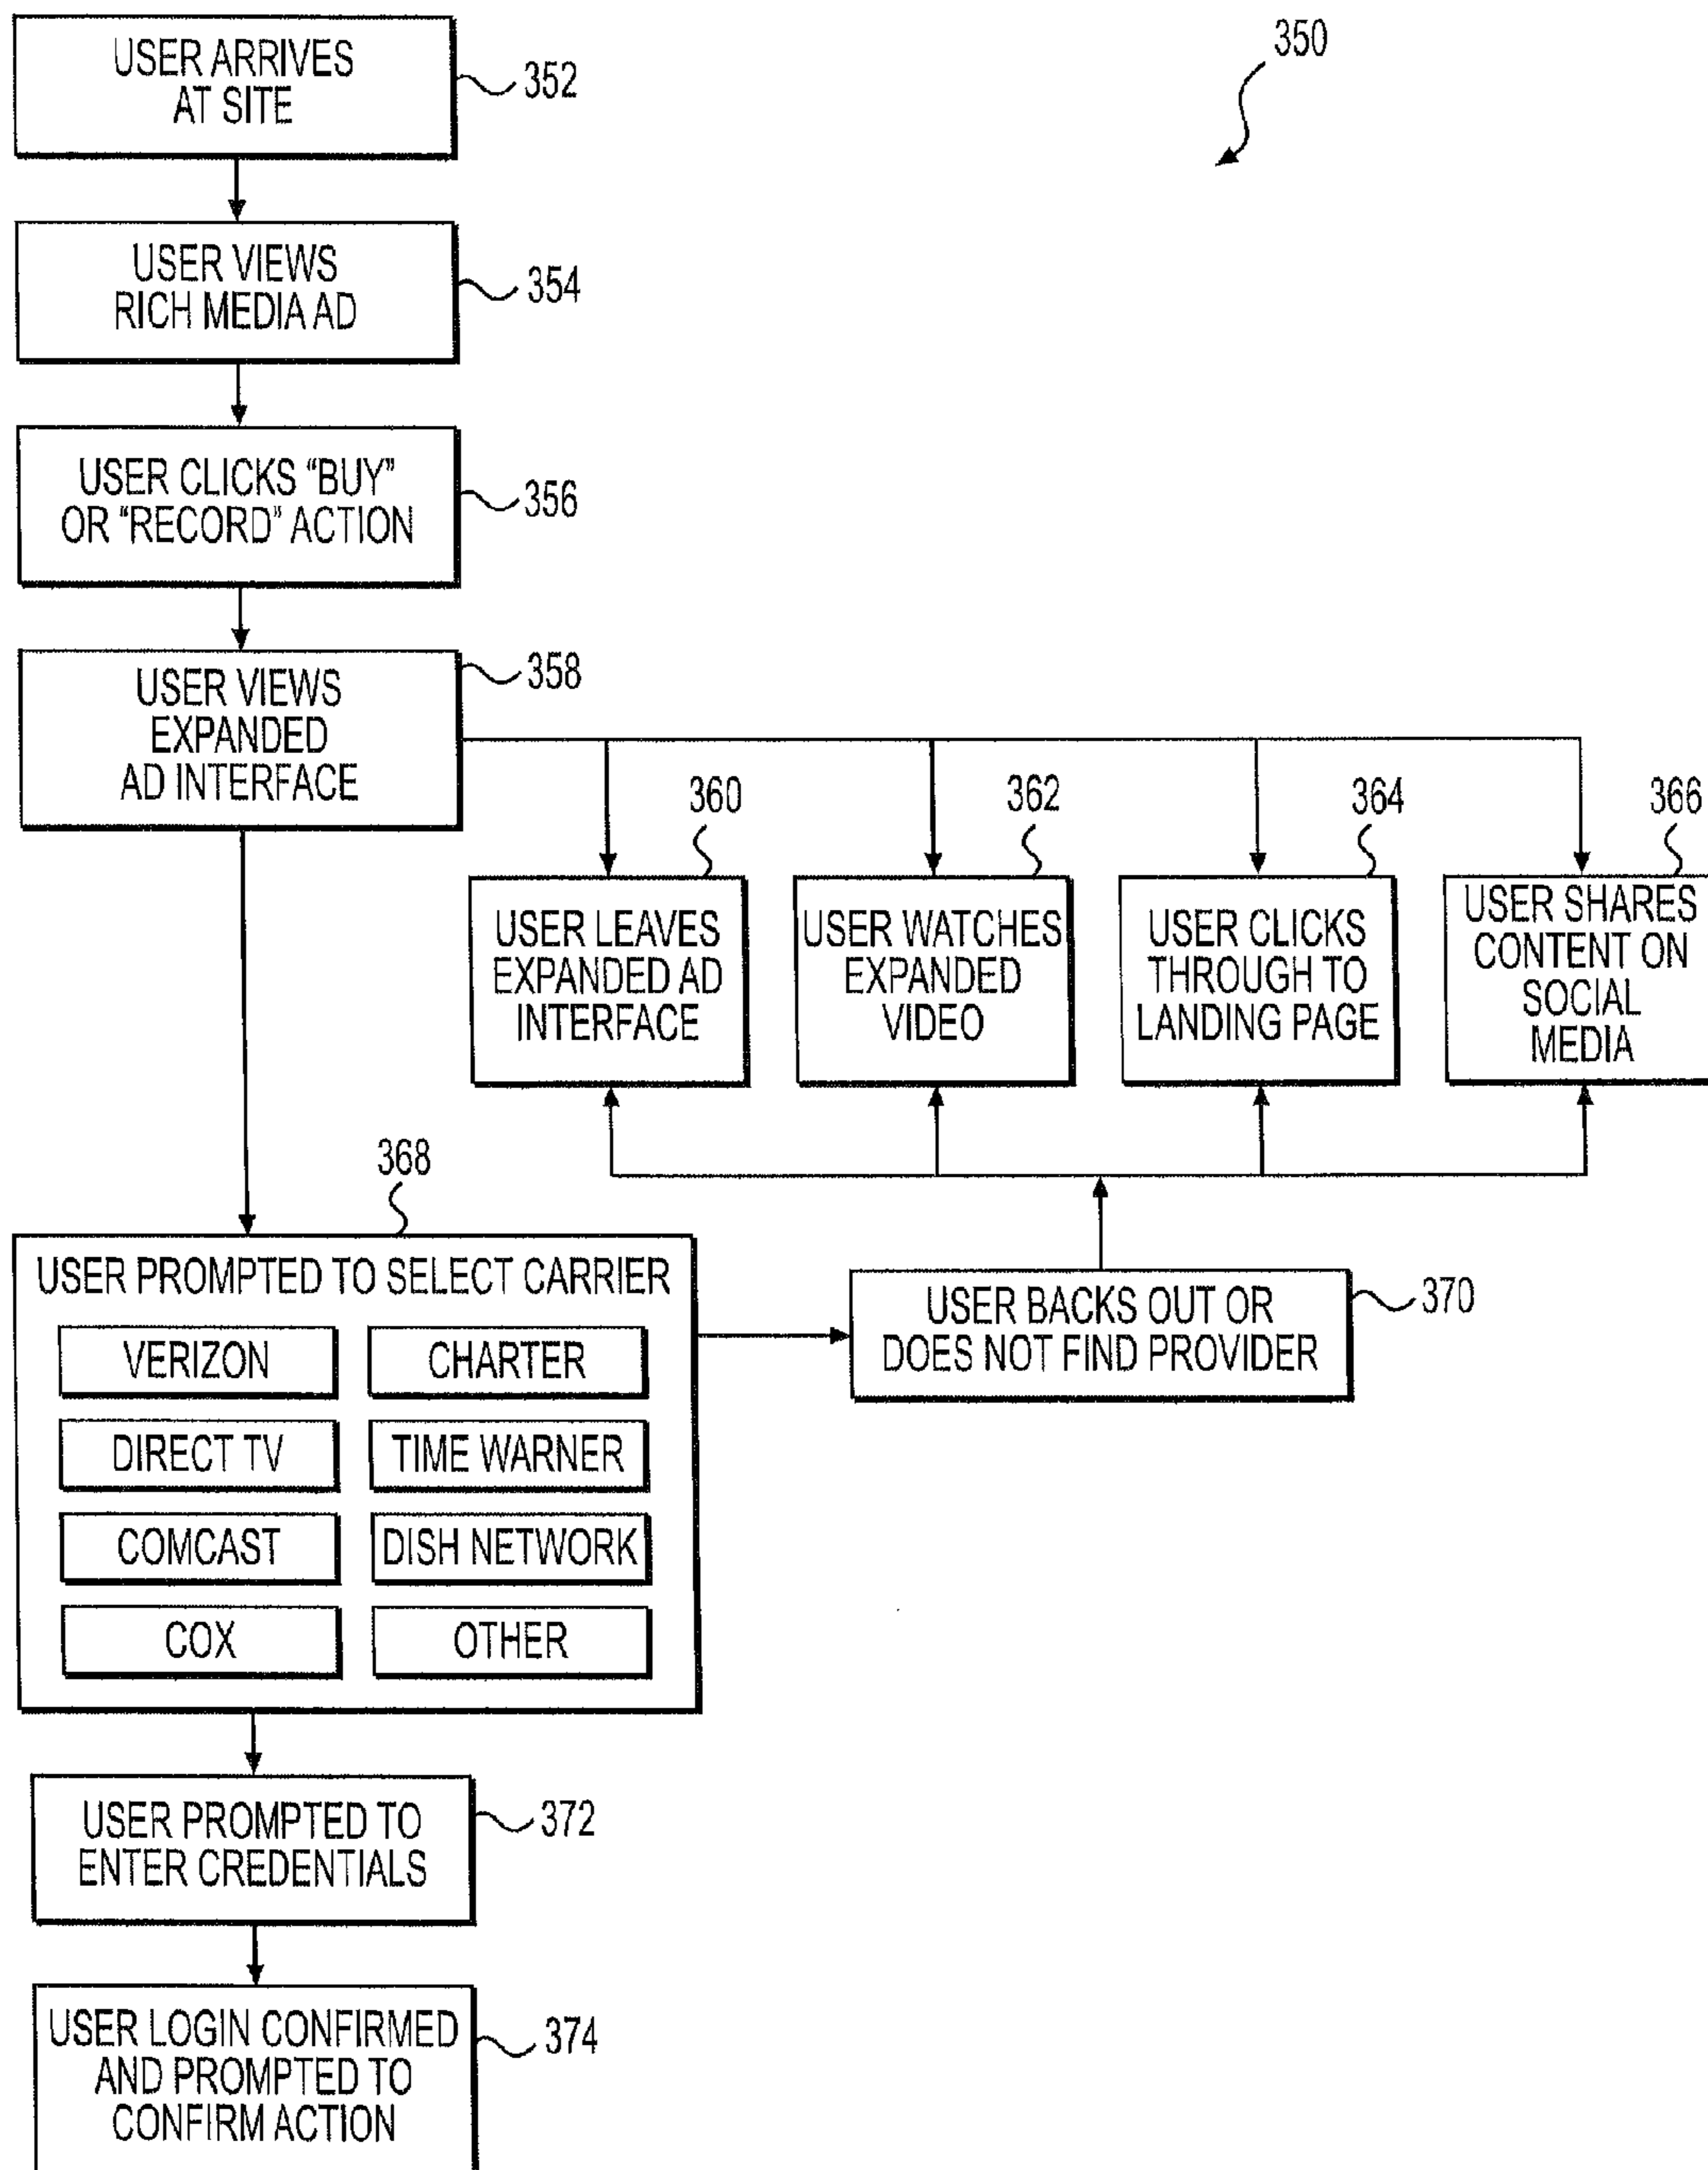 350
USER ARRIVES
AT SITE
352
USER VIEWS
RICH MEDIA AD
354
USER CLICKS “BUY”
OR “RECORD” ACTION
356
USER VIEWS
EXPANDED
AD INTERFACE
358
360
USER LEAVES
EXPANDED AD
INTERFACE
362
USER WATCHES
EXPANDED
VIDEO
364
USER CLICKS
THROUGH TO
LANDING PAGE
366
USER SHARES
CONTENT ON
SOCIAL
MEDIA
368
USER PROMPTED TO SELECT CARRIER
VERIZON
CHARTER
DIRECT TV
TIME WARNER
COMCAST
DISH NETWORK
COX
OTHER
USER BACKS OUT OR
DOES NOT FIND PROVIDER
370
USER PROMPTED TO
ENTER CREDENTIALS
372
USER LOGIN CONFIRMED
AND PROMPTED TO
CONFIRM ACTION
374